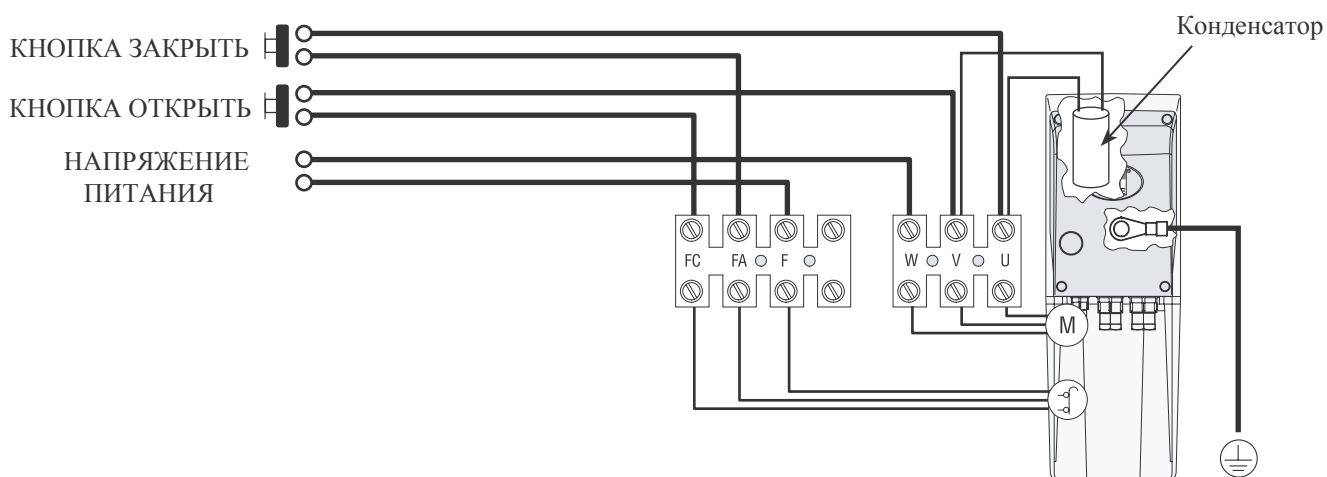 Конденсатор
КНОПКА ЗАКРЫТЬ
КНОПКА ОТКРЫТЬ
НАПРЯЖЕНИЕ
ПИТАНИЯ
FC FA F
W V U
M